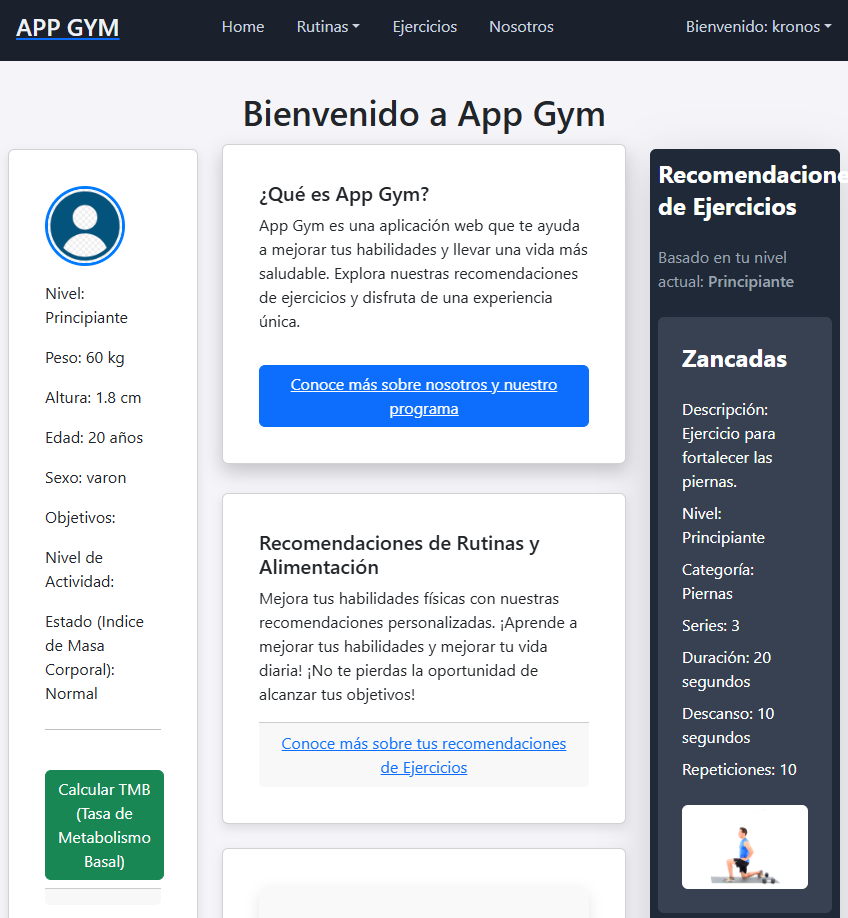 APP GYM
Home
Rutinas
Ejercicios
Nosotros
Bienvenido: kronos
Bienvenido a App Gym
Nivel:
Principiante
Peso: 60 kg
Altura: 1.8 cm
Edad: 20 años
Sexo: varon
Objetivos:
Nivel de
Actividad:
Estado (Indice
de Masa
Corporal):
Normal
Calcular TMB
(Tasa de
Metabolismo
Basal)
¿Qué es App Gym?
App Gym es una aplicación web que te ayuda
a mejorar tus habilidades y llevar una vida más
saludable. Explora nuestras recomendaciones
de ejercicios y disfruta de una experiencia
única.
Conoce más sobre nosotros y nuestro
programa
Recomendaciones de Rutinas y
Alimentación
Mejora tus habilidades físicas con nuestras
recomendaciones personalizadas. ¡Aprende a
mejorar tus habilidades y mejorar tu vida
diaria! ¡No te pierdas la oportunidad de
alcanzar tus objetivos!
Conoce más sobre tus recomendaciones
de Ejercicios
Recomendacione
de Ejercicios
Basado en tu nivel
actual: Principiante
Zancadas
Descripción:
Ejercicio para
fortalecer las
piernas.
Nivel:
Principiante
Categoría:
Piernas
Series: 3
Duración: 20
segundos
Descanso: 10
segundos
Repeticiones: 10